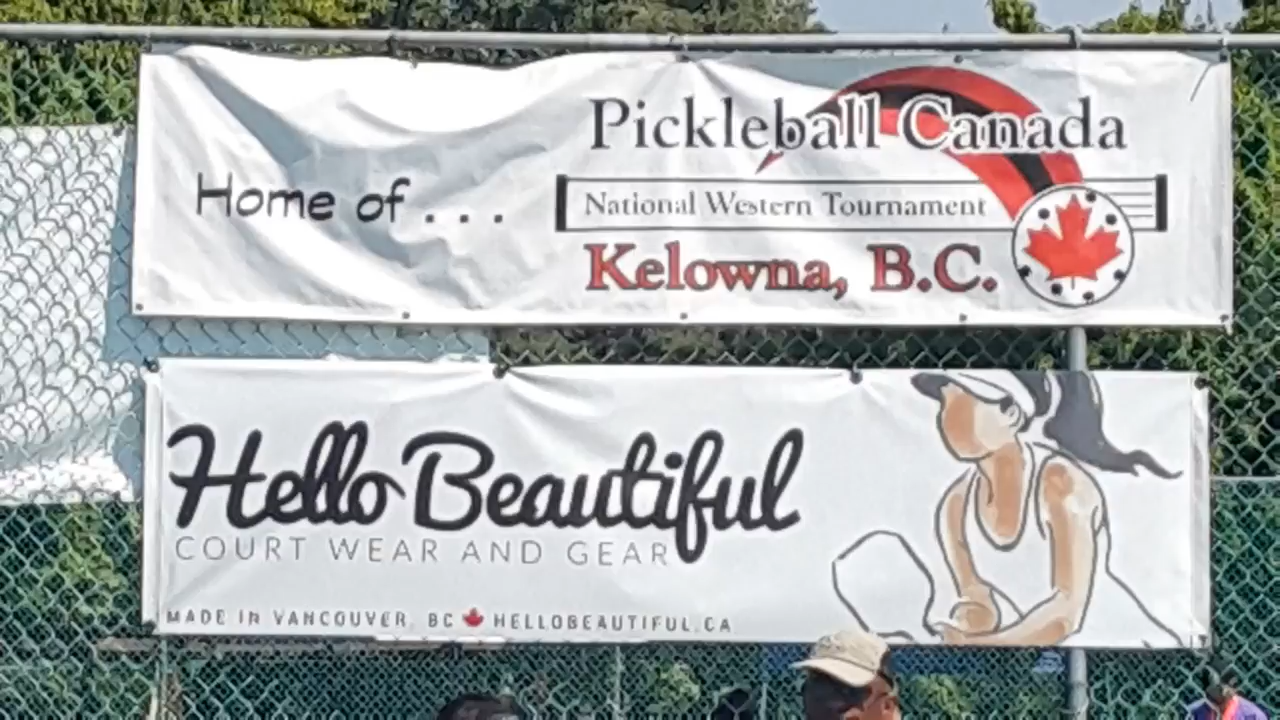 Pickleball Canada
Home of . . .
National Western Tournament
Kelowna, B.C.
Hello Beautiful
COURT WEAR AND GEAR
MADE IN VANCOUVER, BC HELLOBEAUTIFUL.CA